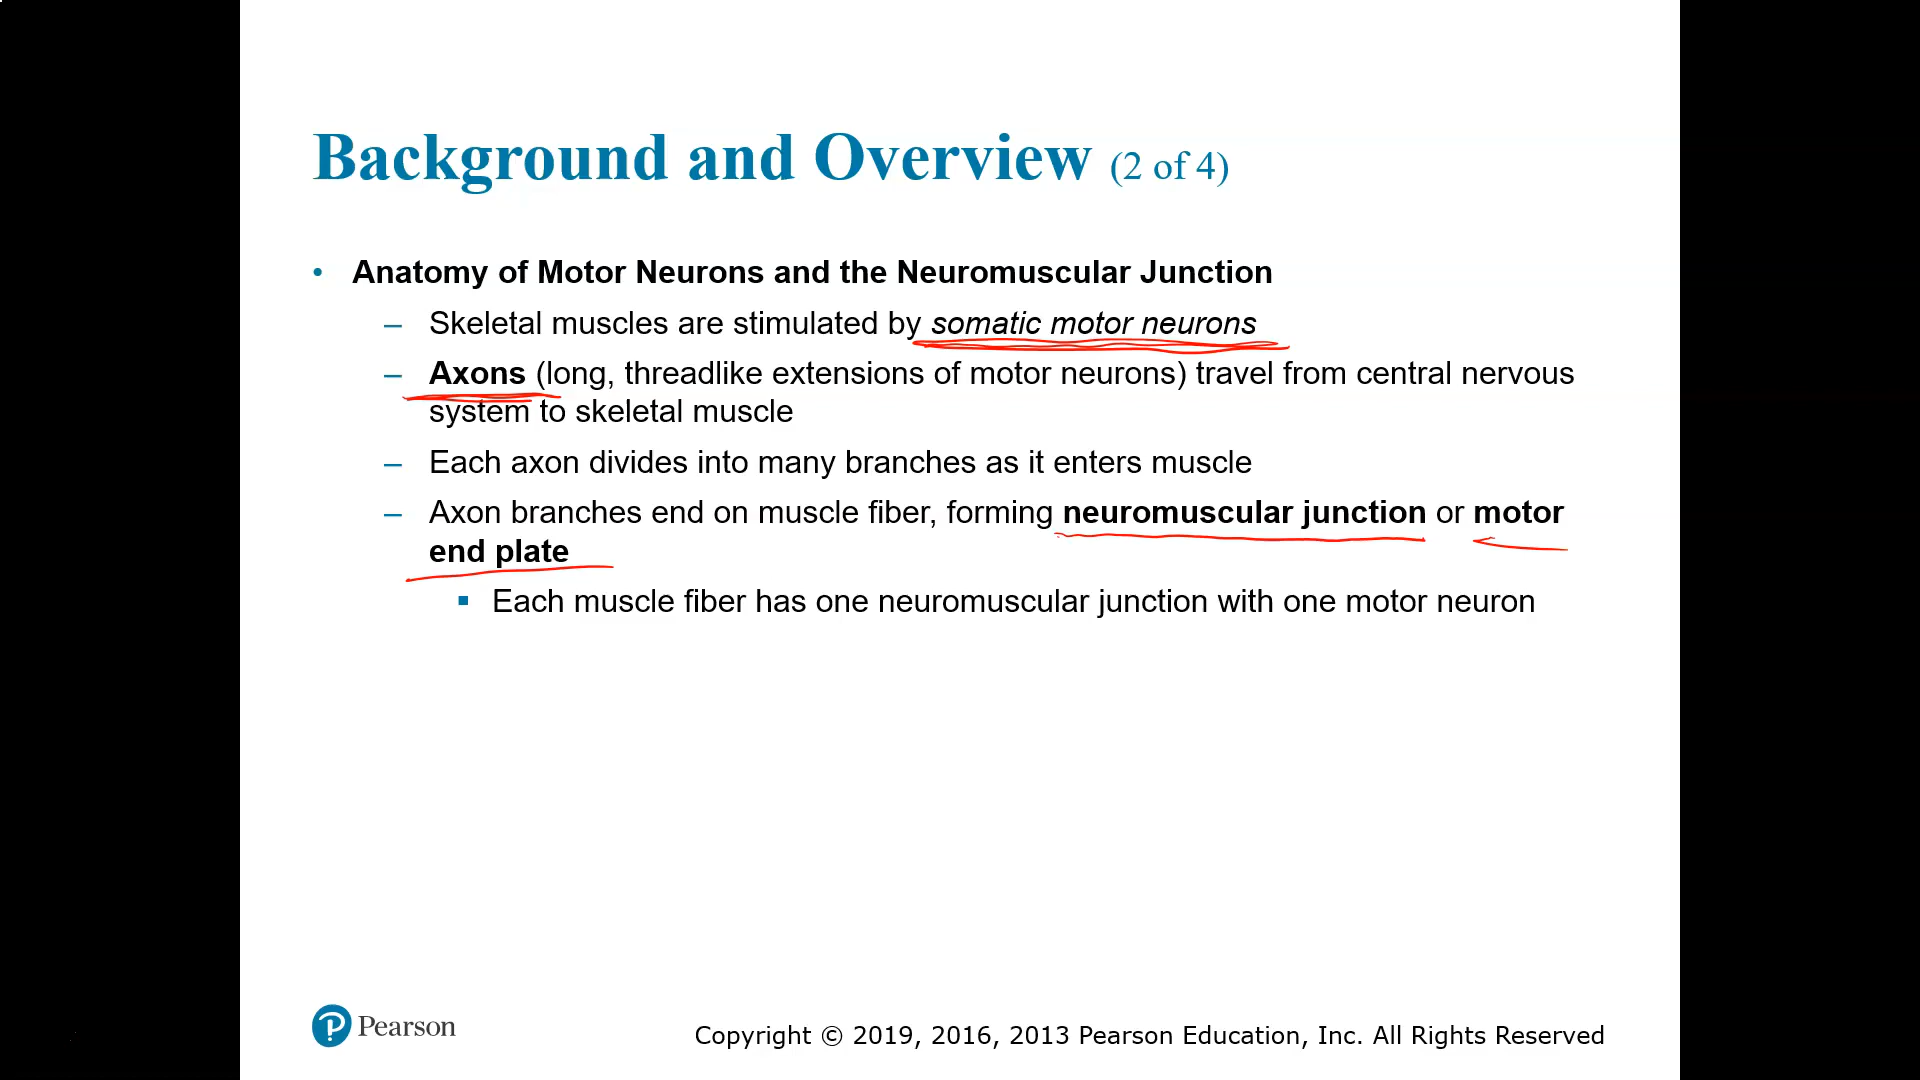 Background and Overview (2 of 4)
• Anatomy of Motor Neurons and the Neuromuscular Junction
– Skeletal muscles are stimulated by somatic motor neurons
– Axons (long, threadlike extensions of motor neurons) travel from central nervous
system to skeletal muscle
– Each axon divides into many branches as it enters muscle
– Axon branches end on muscle fiber, forming neuromuscular junction or motor
end plate
▪ Each muscle fiber has one neuromuscular junction with one motor neuron
Pearson
Copyright © 2019, 2016, 2013 Pearson Education, Inc. All Rights Reserved